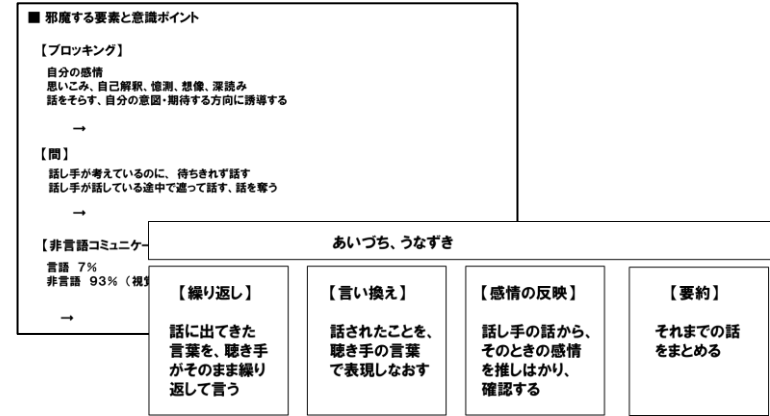 ■ 邪魔する要素と意識ポイント
【ブロッキング】
自分の感情
思いこみ、自己解釈、憶測、想像、深読み
話をそらす、自分の意図・期待する方向に誘導する
→
【間】
話し手が考えているのに、待ちきれず話す
話し手が話している途中で遮って話す、話を奪う
→
【非言語コミュニケー
言語 7%
非言語 93%（視覚
→
あいづち、うなずき
【繰り返し】
話に出てきた
言葉を、聴き手
がそのまま繰り
返して言う
【言い換え】
話されたことを、
聴き手の言葉
で表現しなおす
【感情の反映】
話し手の話から、
そのときの感情
を推しはかり、
確認する
【要約】
それまでの話
をまとめる